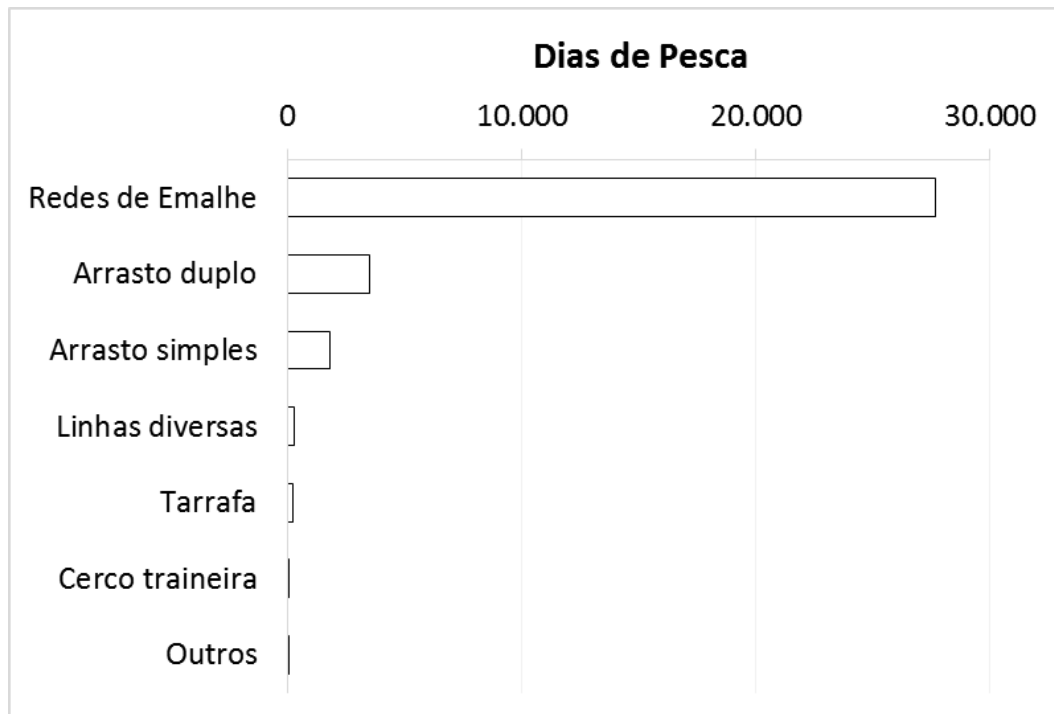 Dias de Pesca
0 10.000 20.000 30.000
Redes de Emalhe
Arrasto duplo
Arrasto simples
Linhas diversas
Tarrafa
Cerco traineira
Outros